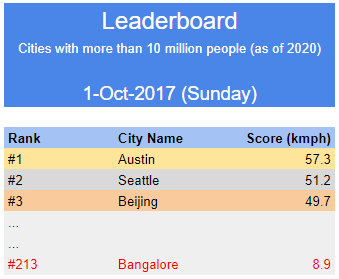 Leaderboard
Cities with more than 10 million people (as of 2020)
1-Oct-2017 (Sunday)
Rank City Name Score (kmph)
#1 Austin 57.3
#2 Seattle 51.2
#3 Beijing 49.7
...
...
#213 Bangalore 8.9